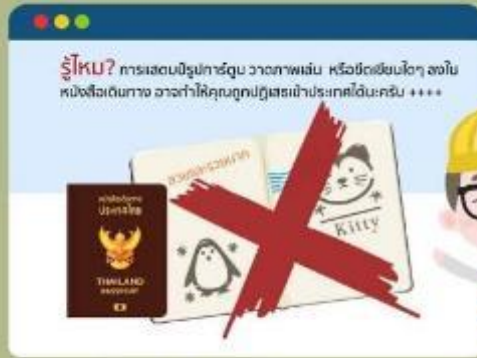 รู้ไหม? การแสตมป์รูปการ์ตูน วาดภาพเล่น หรือขีดเขียนใดๆ ลงใน
หนังสือเดินทาง อาจทำให้คุณถูกปฏิเสธเข้าประเทศได้นะครับ ++++
Kitty
หนังสือเดินทาง
ประเทศไทย
THAILAND
PASSPORT